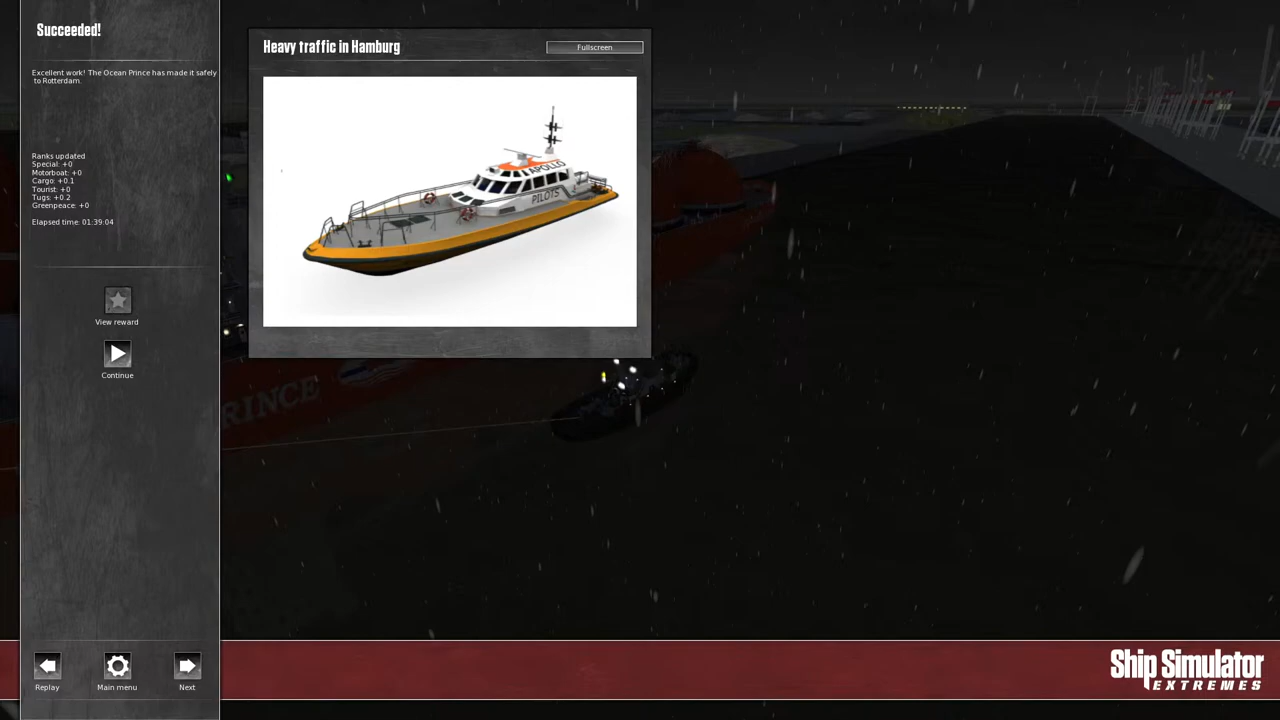 Succeeded!
Excellent work! The Ocean Prince has made it safely
to Rotterdam.
Ranks updated
Special: +0
Motorboat: +0
Cargo: +0.1
Tourist: +0
Tugs: +0.2
Greenpeace: +0
Elapsed time: 01:39:04
View reward
Continue
Replay
Main menu
Next
Heavy traffic in Hamburg
Fullscreen
APOLLO
PILOTS
PRINCE
Ship Simulator
EXTREMES